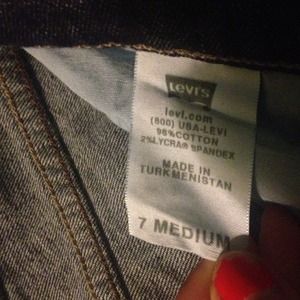 Levi's
levi.com
(800) USA-LEVI
98%COTTON
2%LYCRA® SPANDEX
MADE IN
TURKMENISTAN
7 MEDIUM